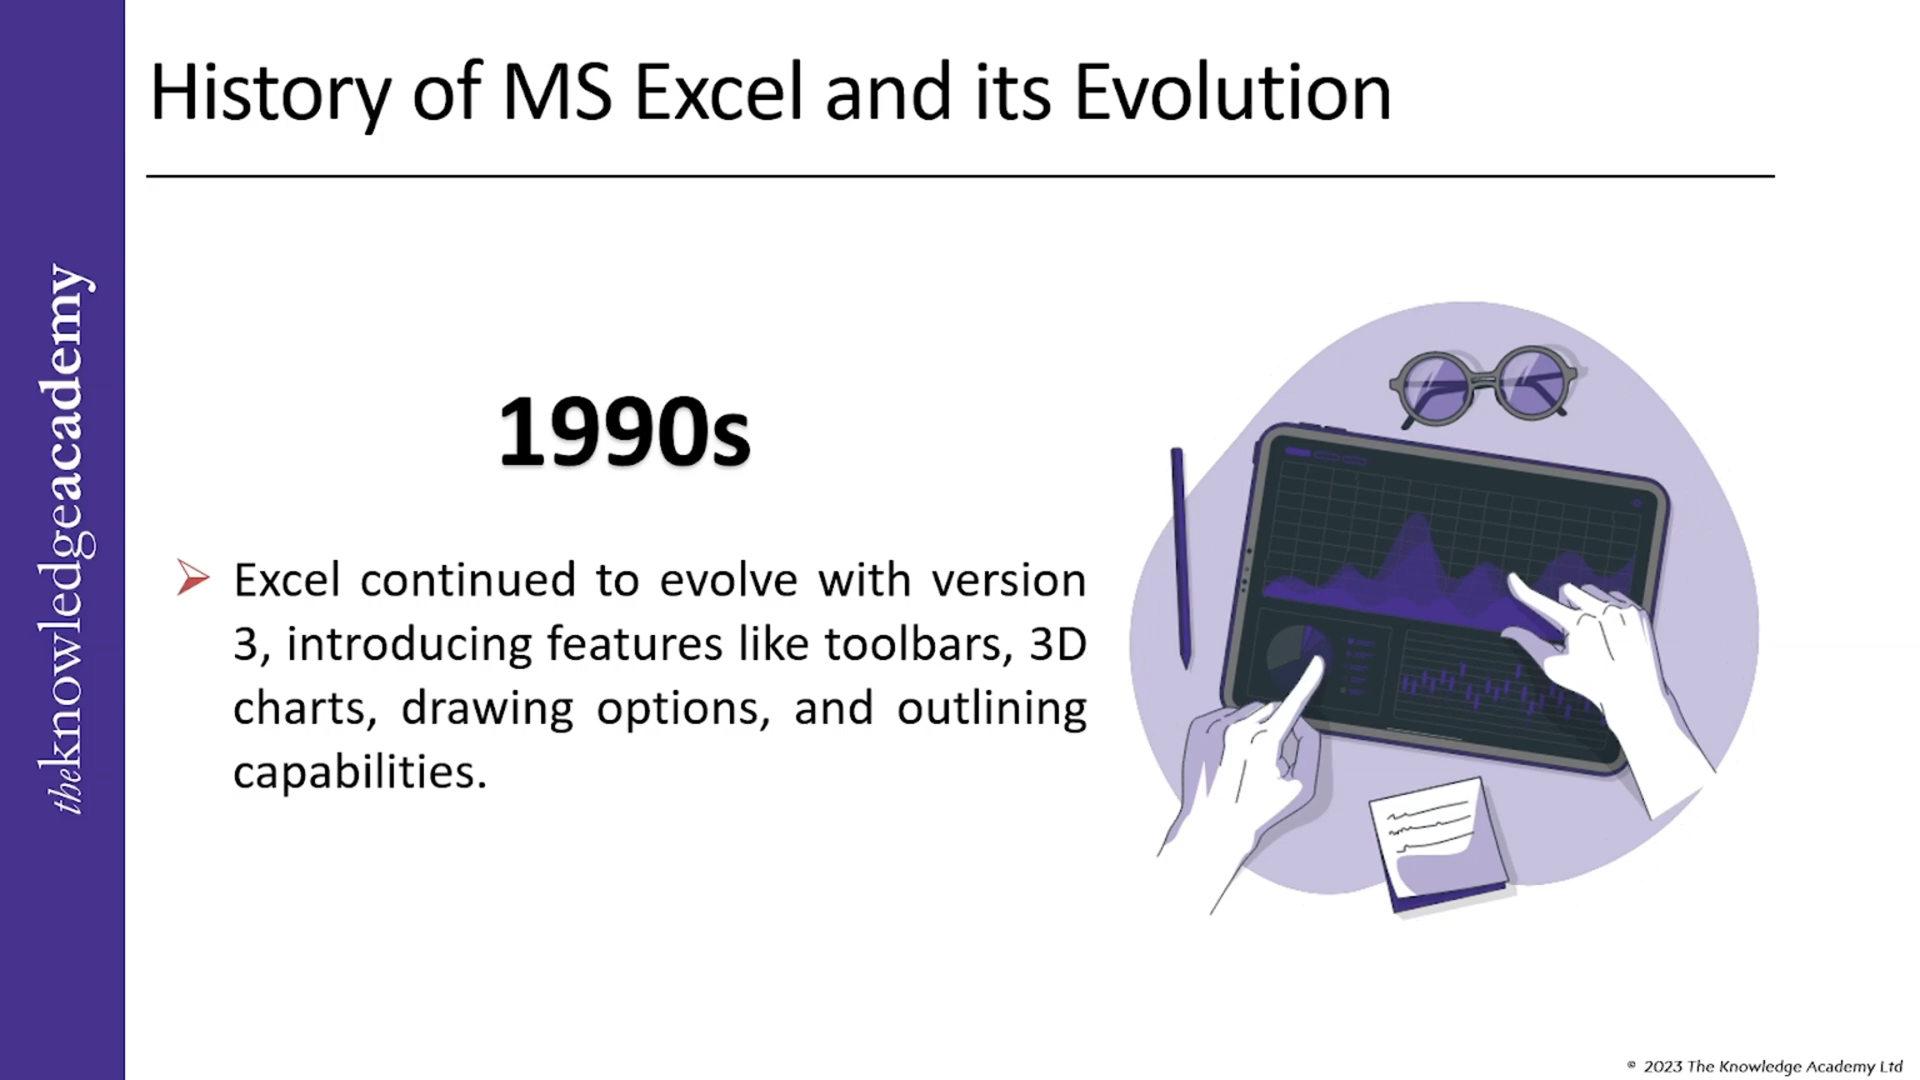 History of MS Excel and its Evolution
theknowledgeacademy
1990s
Excel continued to evolve with version
3, introducing features like toolbars, 3D
charts, drawing options, and outlining
capabilities.
© 2023 The Knowledge Academy Ltd